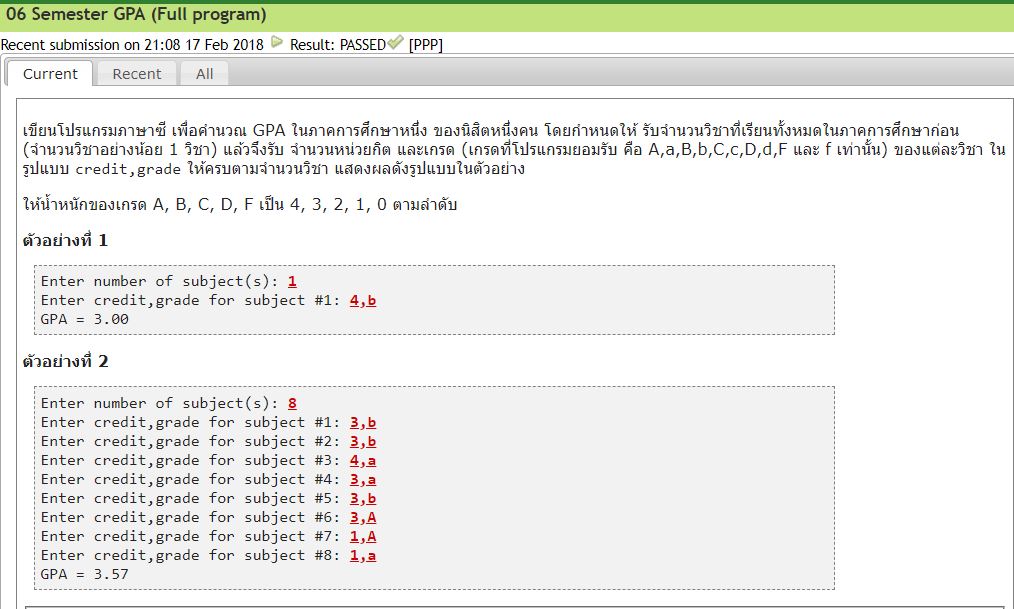 06 Semester GPA (Full program)
Recent submission on 21:08 17 Feb 2018 Result: PASSED [PPP]
Current Recent All
เขียนโปรแกรมภาษาซี เพื่อคำนวณ GPA ในภาคการศึกษาหนึ่ง ของนิสิตหนึ่งคน โดยกำหนดให้ รับจำนวนวิชาที่เรียนทั้งหมดในภาคการศึกษาก่อน
(จำนวนวิชาอย่างน้อย 1 วิชา) แล้วจึงรับ จำนวนหน่วยกิต และเกรด (เกรดที่โปรแกรมยอมรับ คือ A,a,B,b,C,c,D,d,F และ f เท่านั้น) ของแต่ละวิชา ใน
รูปแบบ credit,grade ให้ครบตามจำนวนวิชา แสดงผลดังรูปแบบในตัวอย่าง
ให้น้ำหนักของเกรด A, B, C, D, F เป็น 4, 3, 2, 1, 0 ตามลำดับ
ตัวอย่างที่ 1
Enter number of subject(s): 1
Enter credit,grade for subject #1: 4,b
GPA = 3.00
ตัวอย่างที่ 2
Enter number of subject(s): 8
Enter credit,grade for subject #1: 3,b
Enter credit,grade for subject #2: 3,b
Enter credit,grade for subject #3: 4,a
Enter credit,grade for subject #4: 3,a
Enter credit,grade for subject #5: 3,b
Enter credit,grade for subject #6: 3,A
Enter credit,grade for subject #7: 1,A
Enter credit,grade for subject #8: 1,a
GPA = 3.57